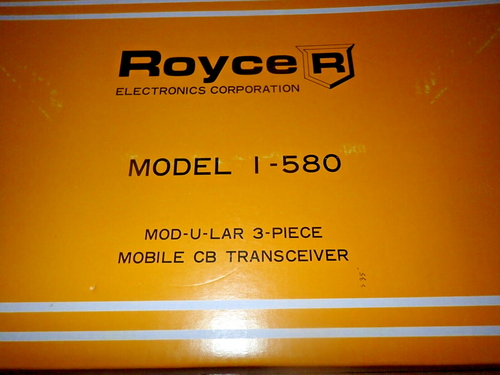 Royce R
ELECTRONICS CORPORATION
MODEL 1-580
MOD-U-LAR 3-PIECE
MOBILE CB TRANSCEIVER